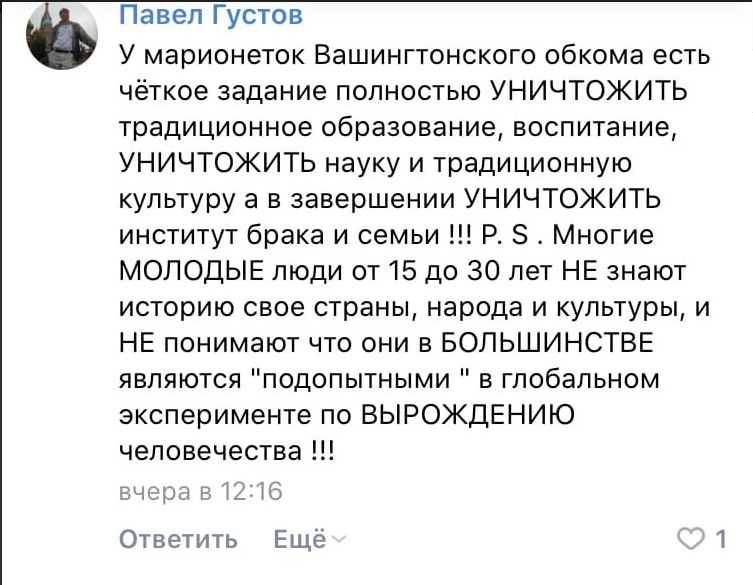 Павел Густов
У марионеток Вашингтонского обкома есть
чёткое задание полностью УНИЧТОЖИТЬ
традиционное образование, воспитание,
УНИЧТОЖИТЬ науку и традиционную
культуру а в завершении УНИЧТОЖИТЬ
институт брака и семьи !!! P. S . Многие
МОЛОДЫЕ люди от 15 до 30 лет НЕ знают
историю свое страны, народа и культуры, и
НЕ понимают что они в БОЛЬШИНСТВЕ
являются "подопытными " в глобальном
эксперименте по ВЫРОЖДЕНИЮ
человечества !!!
вчера в 12:16
Ответить Ещё 1